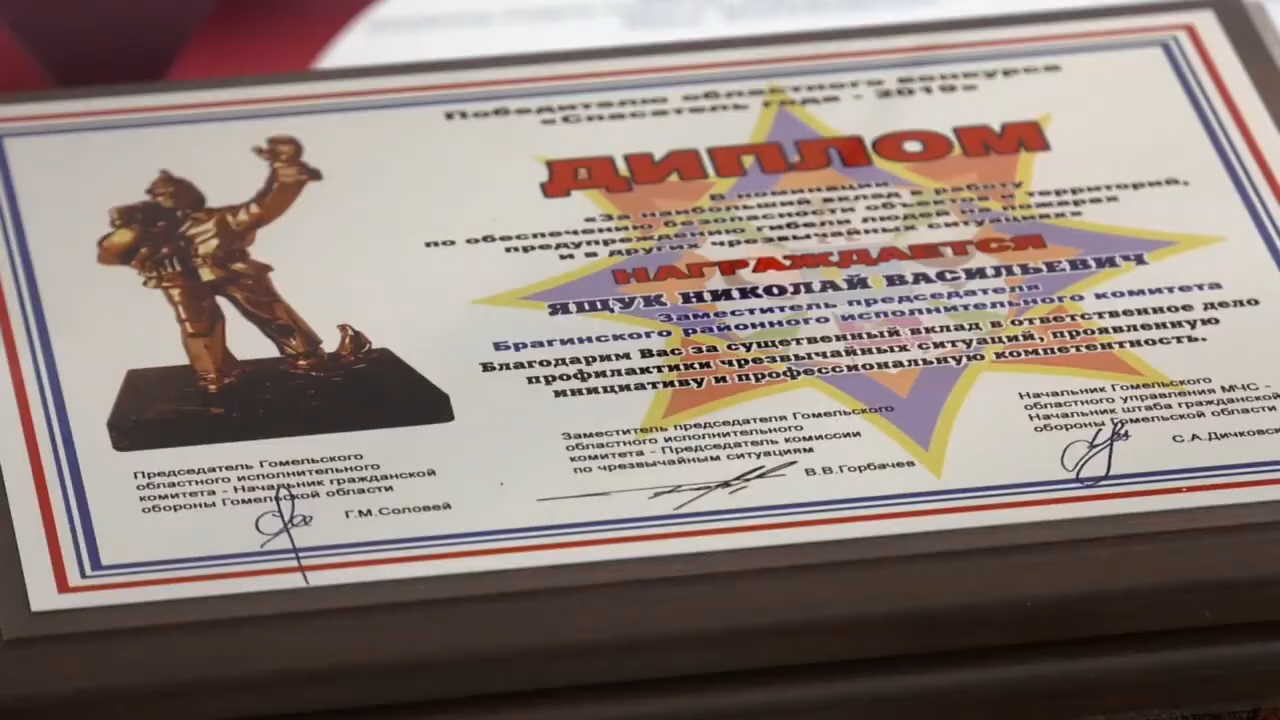 Победителю областного конкурса
«Спасатель года - 2019»
ДИПЛОМ
В номинации
«За наибольший вклад в работу
по обеспечению безопасности объектов и территорий,
предупреждению гибели людей на пожарах
и в других чрезвычайных ситуациях»
НАГРАЖДАЕТСЯ
ЯЩУК НИКОЛАЙ ВАСИЛЬЕВИЧ
Заместитель председателя
Брагинского районного исполнительного комитета
Благодарим Вас за существенный вклад в ответственное дело
профилактики чрезвычайных ситуаций, проявленную
инициативу и профессиональную компетентность.
Председатель Гомельского
областного исполнительного
комитета - Начальник гражданской
обороны Гомельской области
Г.М.Соловей
Заместитель председателя Гомельского
областного исполнительного
комитета - Председатель комиссии
по чрезвычайным ситуациям
В.В.Горбачев
Начальник Гомельского
областного управления МЧС -
Начальник штаба гражданской
обороны Гомельской области
С.А.Дичковс